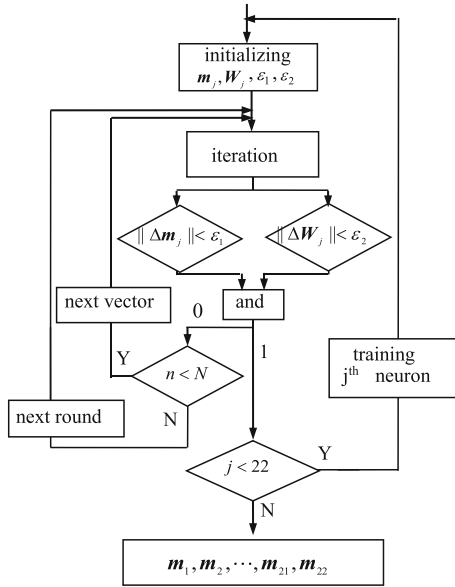 initializing
m_j, W_j, ε_1, ε_2
iteration
‖ Δm_j ‖< ε_1
‖ ΔW_j ‖< ε_2
and
0
1
next vector
Y
n < N
N
next round
training
j^th neuron
j < 22
Y
N
m_1, m_2, ⋯, m_21, m_22